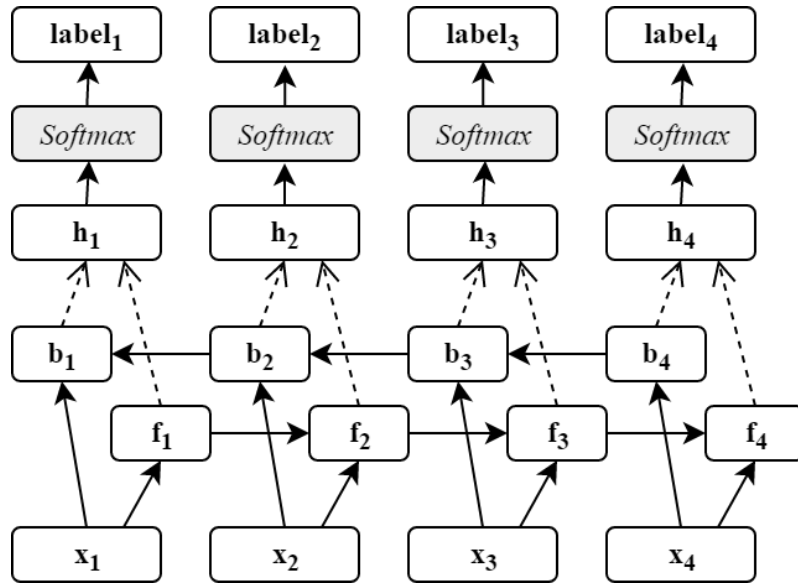 label₁ label₂ label₃ label₄
Softmax Softmax Softmax Softmax
h₁ h₂ h₃ h₄
b₁ b₂ b₃ b₄
f₁ f₂ f₃ f₄
x₁ x₂ x₃ x₄